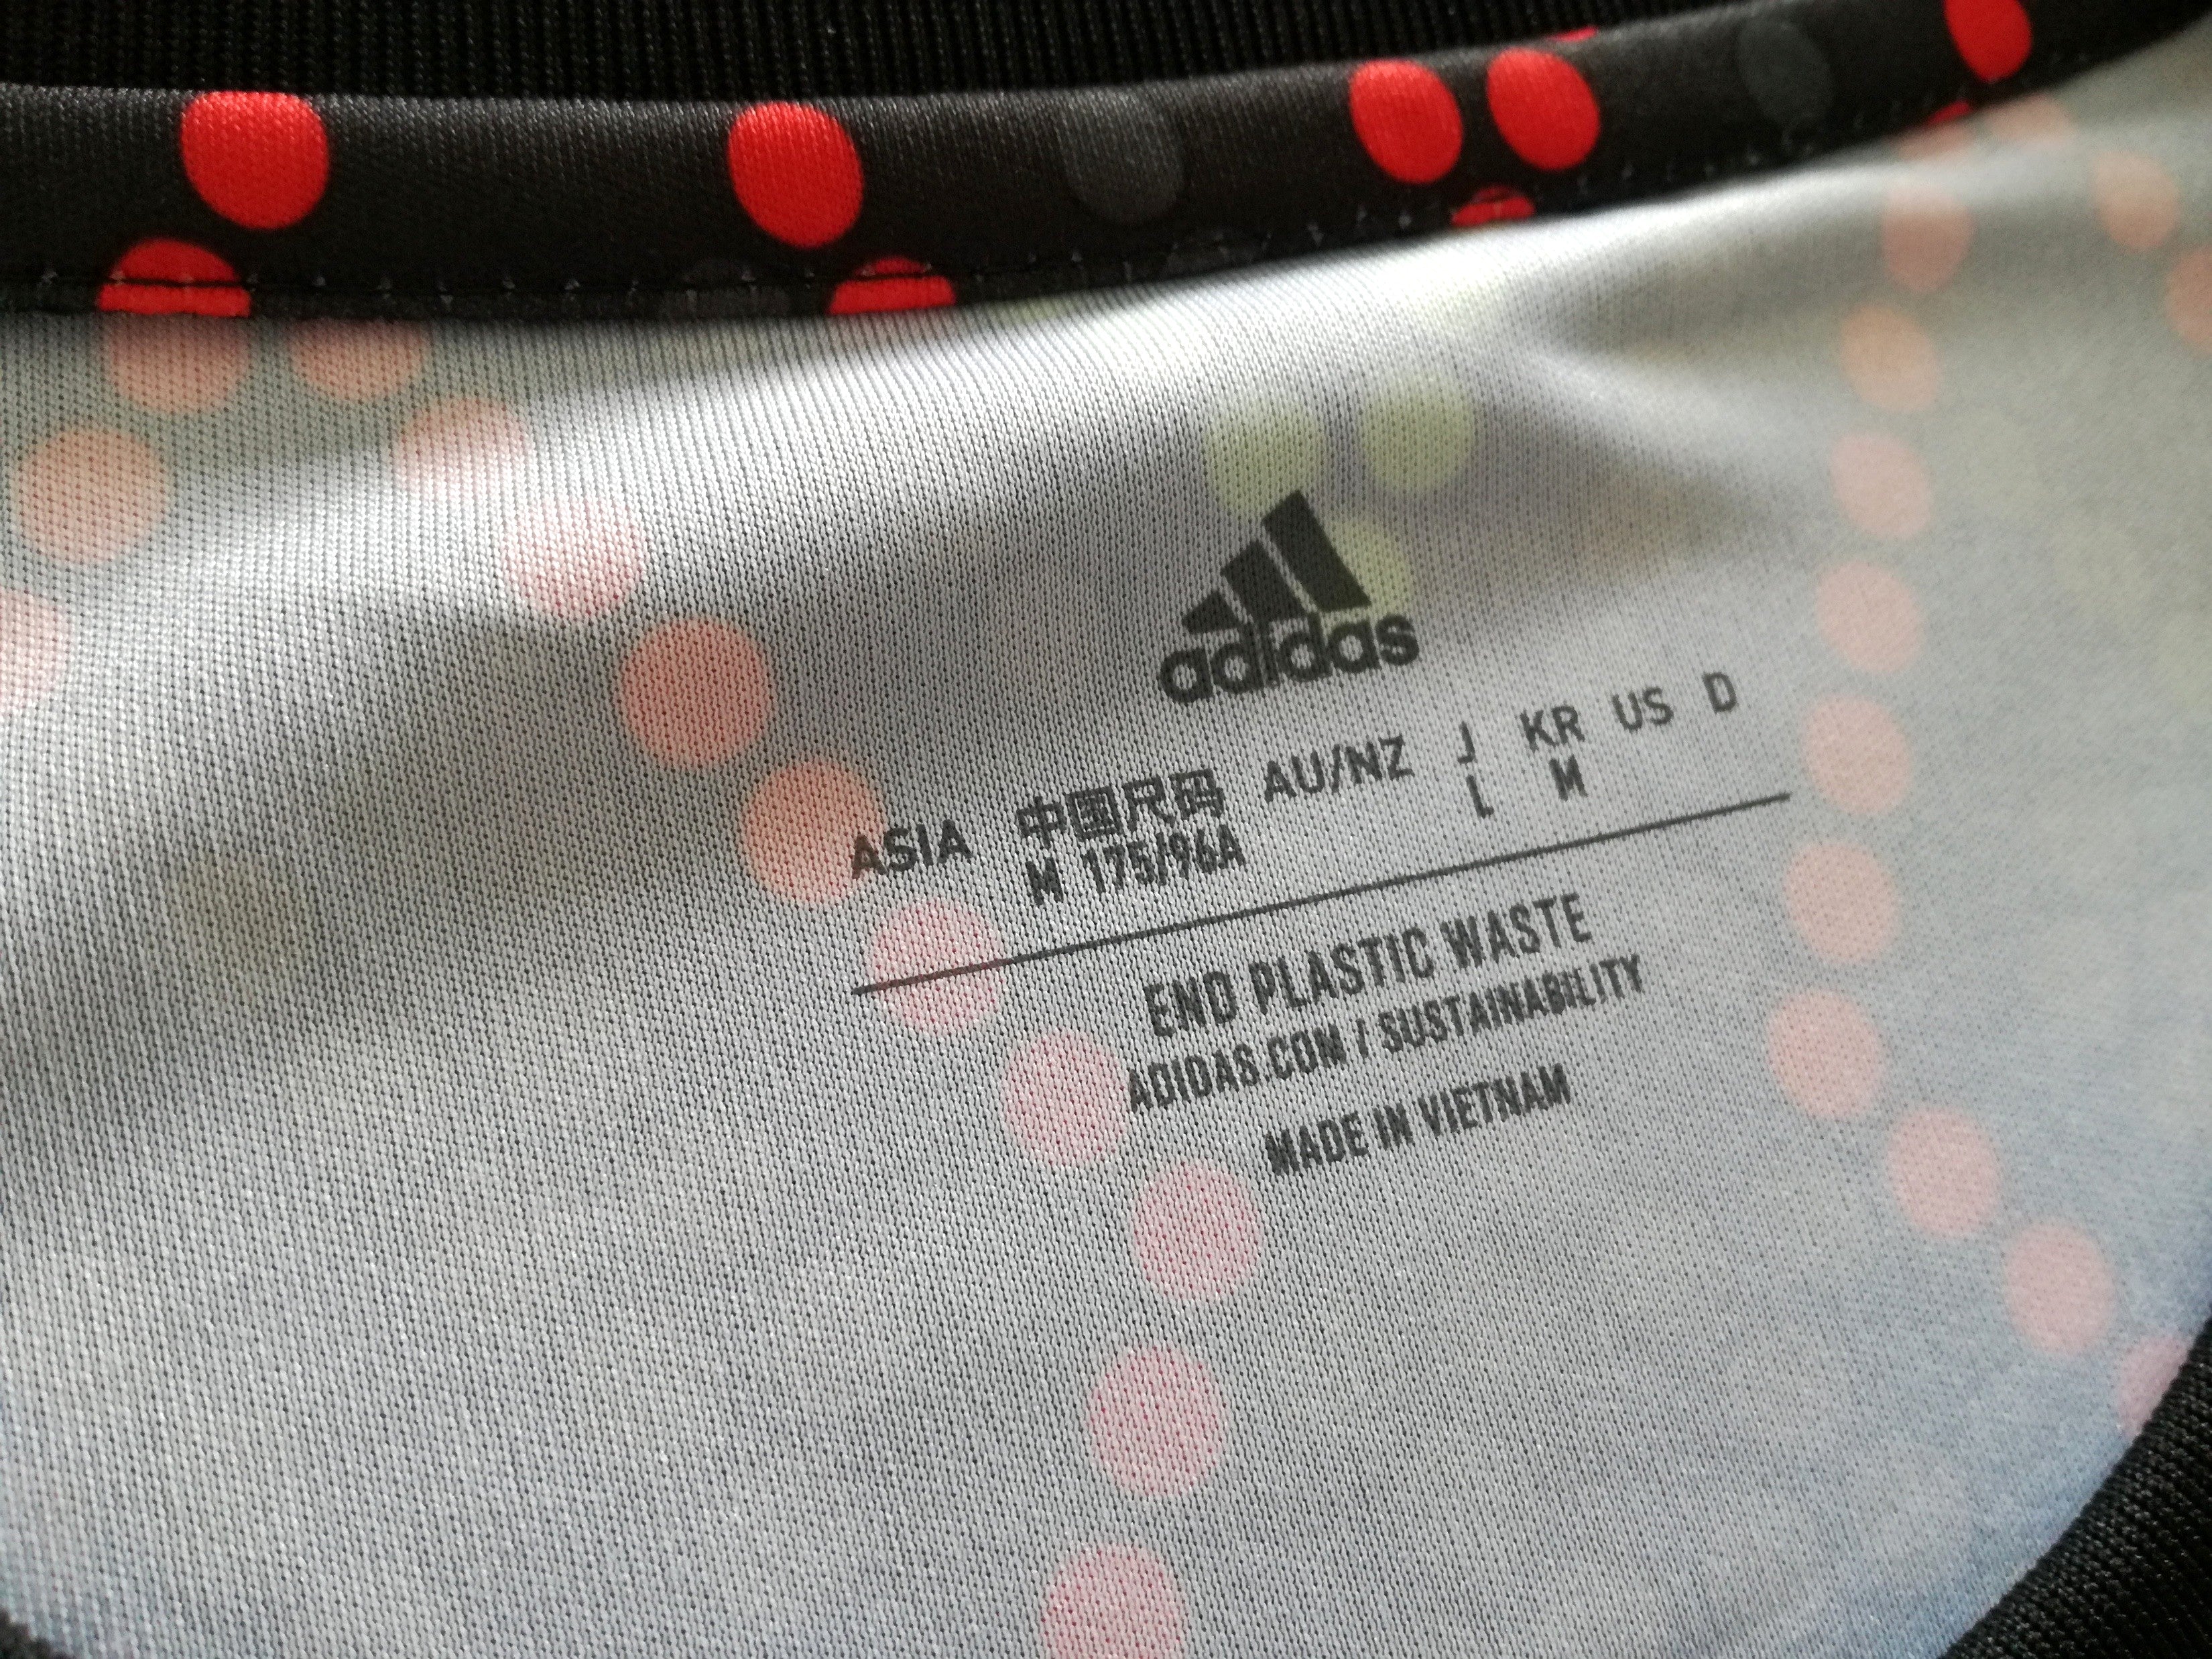 adidas
ASIA 中国尺码 AU/NZ J KR US D
M 175/96A L M
END PLASTIC WASTE
ADIDAS.COM / SUSTAINABILITY
MADE IN VIETNAM